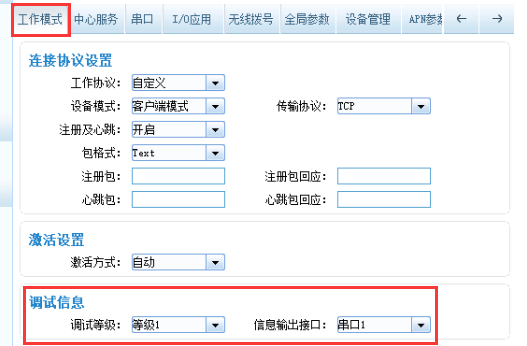 工作模式 中心服务 串口 I/O应用 无线拨号 全局参数 设备管理 APN参数 ← →
连接协议设置
工作协议： 自定义
设备模式： 客户端模式 传输协议： TCP
注册及心跳： 开启
包格式： Text
注册包： 注册包回应：
心跳包： 心跳包回应：
激活设置
激活方式： 自动
调试信息
调试等级： 等级1 信息输出接口： 串口1